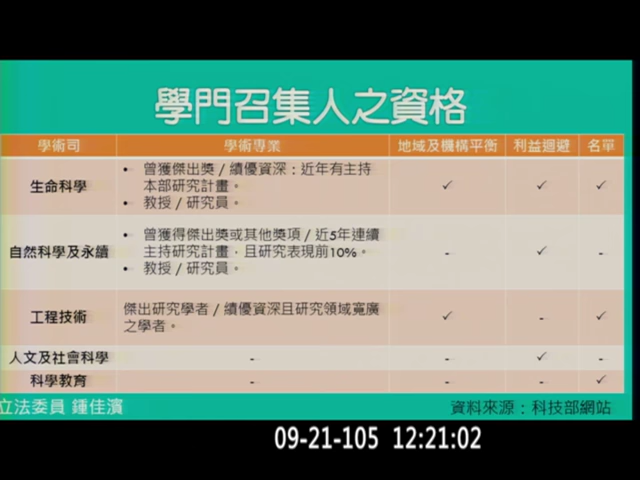 學門召集人之資格
學術司 學術專業 地域及機構平衡 利益迴避 名單
生命科學 • 曾獲傑出獎 / 績優資深：近年有主持 ✓ ✓ ✓
本部研究計畫。
• 教授 / 研究員。
自然科學及永續 • 曾獲得傑出獎或其他獎項 / 近5年連續 - ✓ -
主持研究計畫，且研究表現前10%。
• 教授 / 研究員。
工程技術 傑出研究學者 / 績優資深且研究領域寬廣 ✓ - ✓
之學者。
人文及社會科學 - - ✓ -
科學教育 - - - ✓
立法委員 鍾佳濱 資料來源：科技部網站
09-21-105 12:21:02